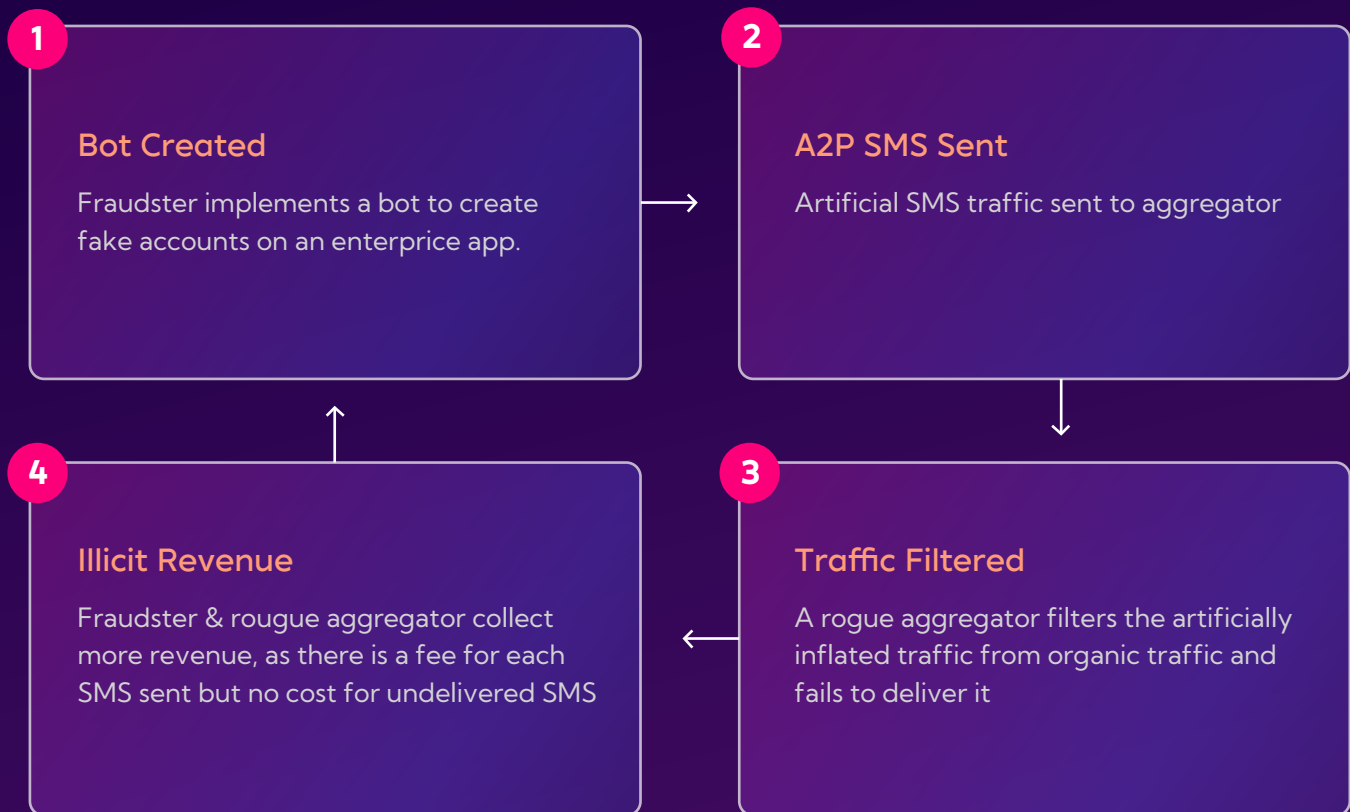 1
Bot Created
Fraudster implements a bot to create
fake accounts on an enterprice app.
2
A2P SMS Sent
Artificial SMS traffic sent to aggregator
3
Traffic Filtered
A rogue aggregator filters the artificially
inflated traffic from organic traffic and
fails to deliver it
4
Illicit Revenue
Fraudster & rougue aggregator collect
more revenue, as there is a fee for each
SMS sent but no cost for undelivered SMS